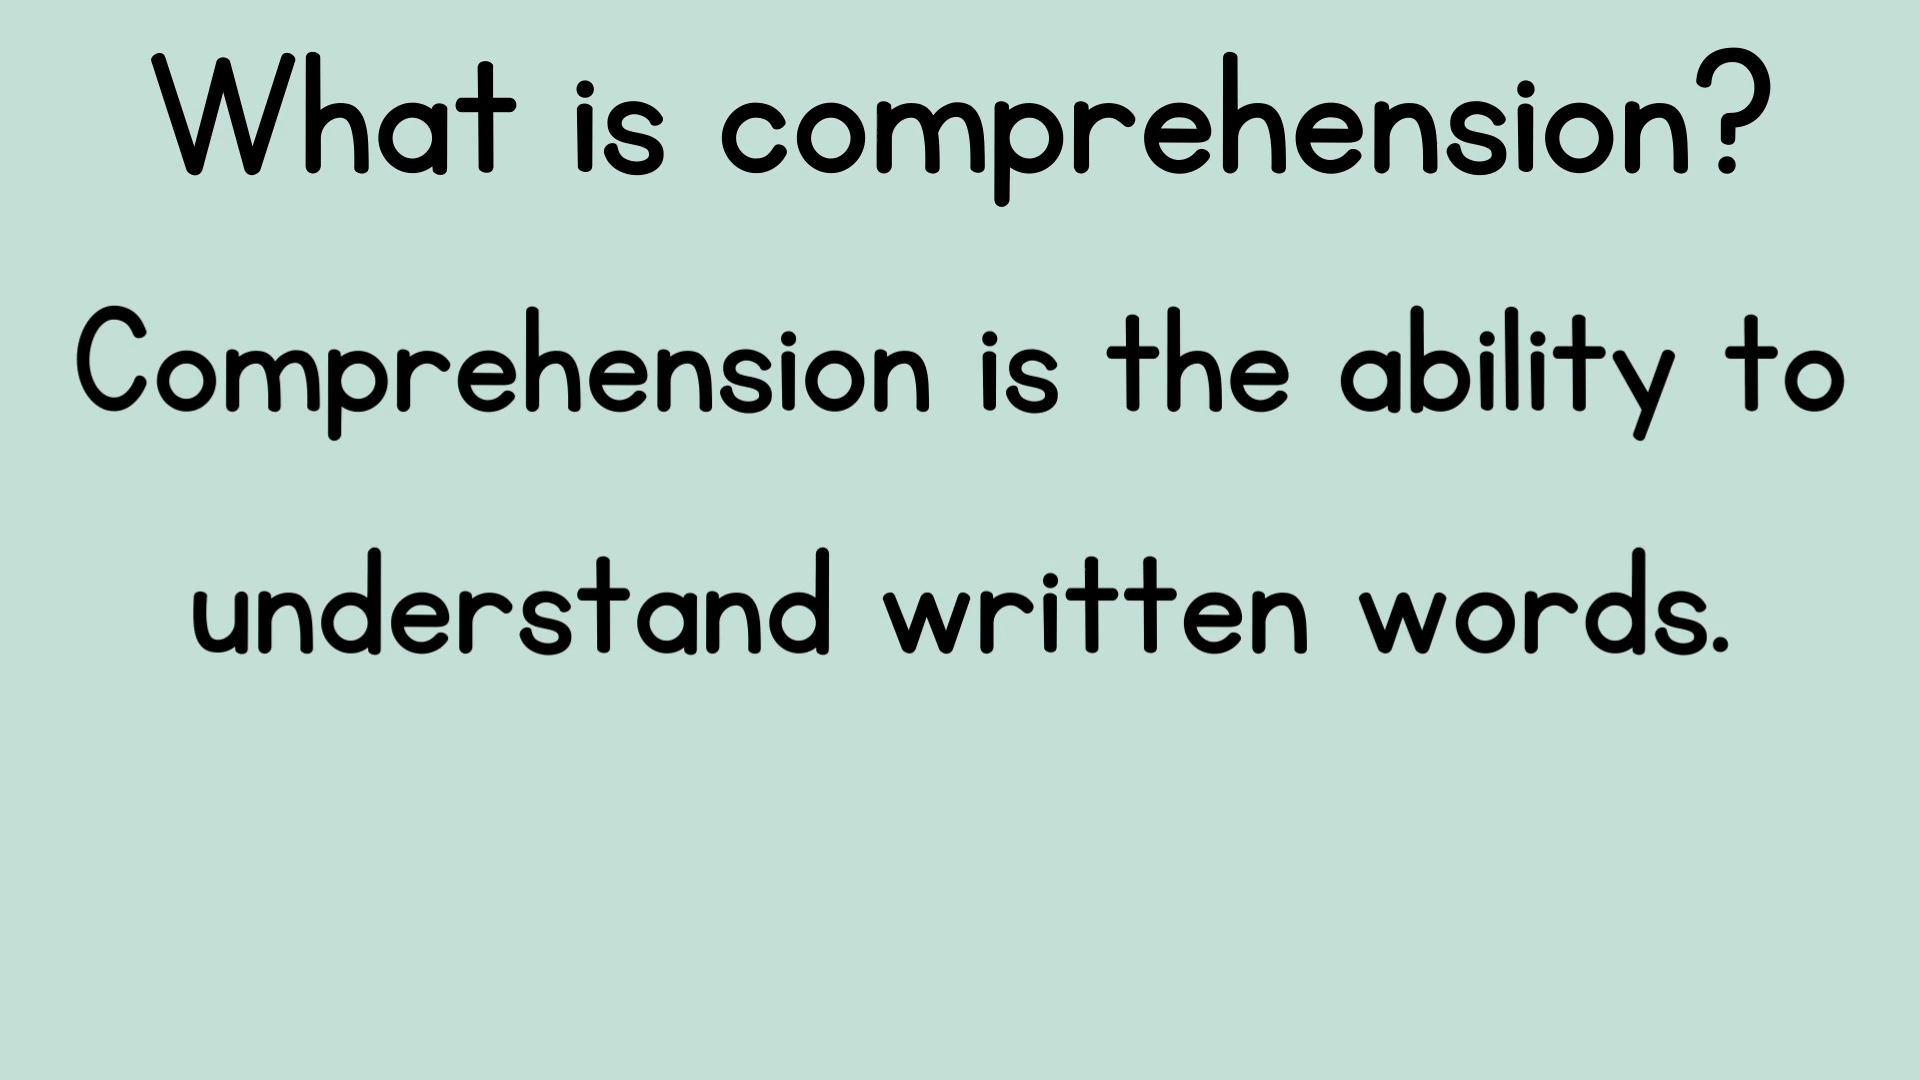 What is comprehension?
Comprehension is the ability to
understand written words.